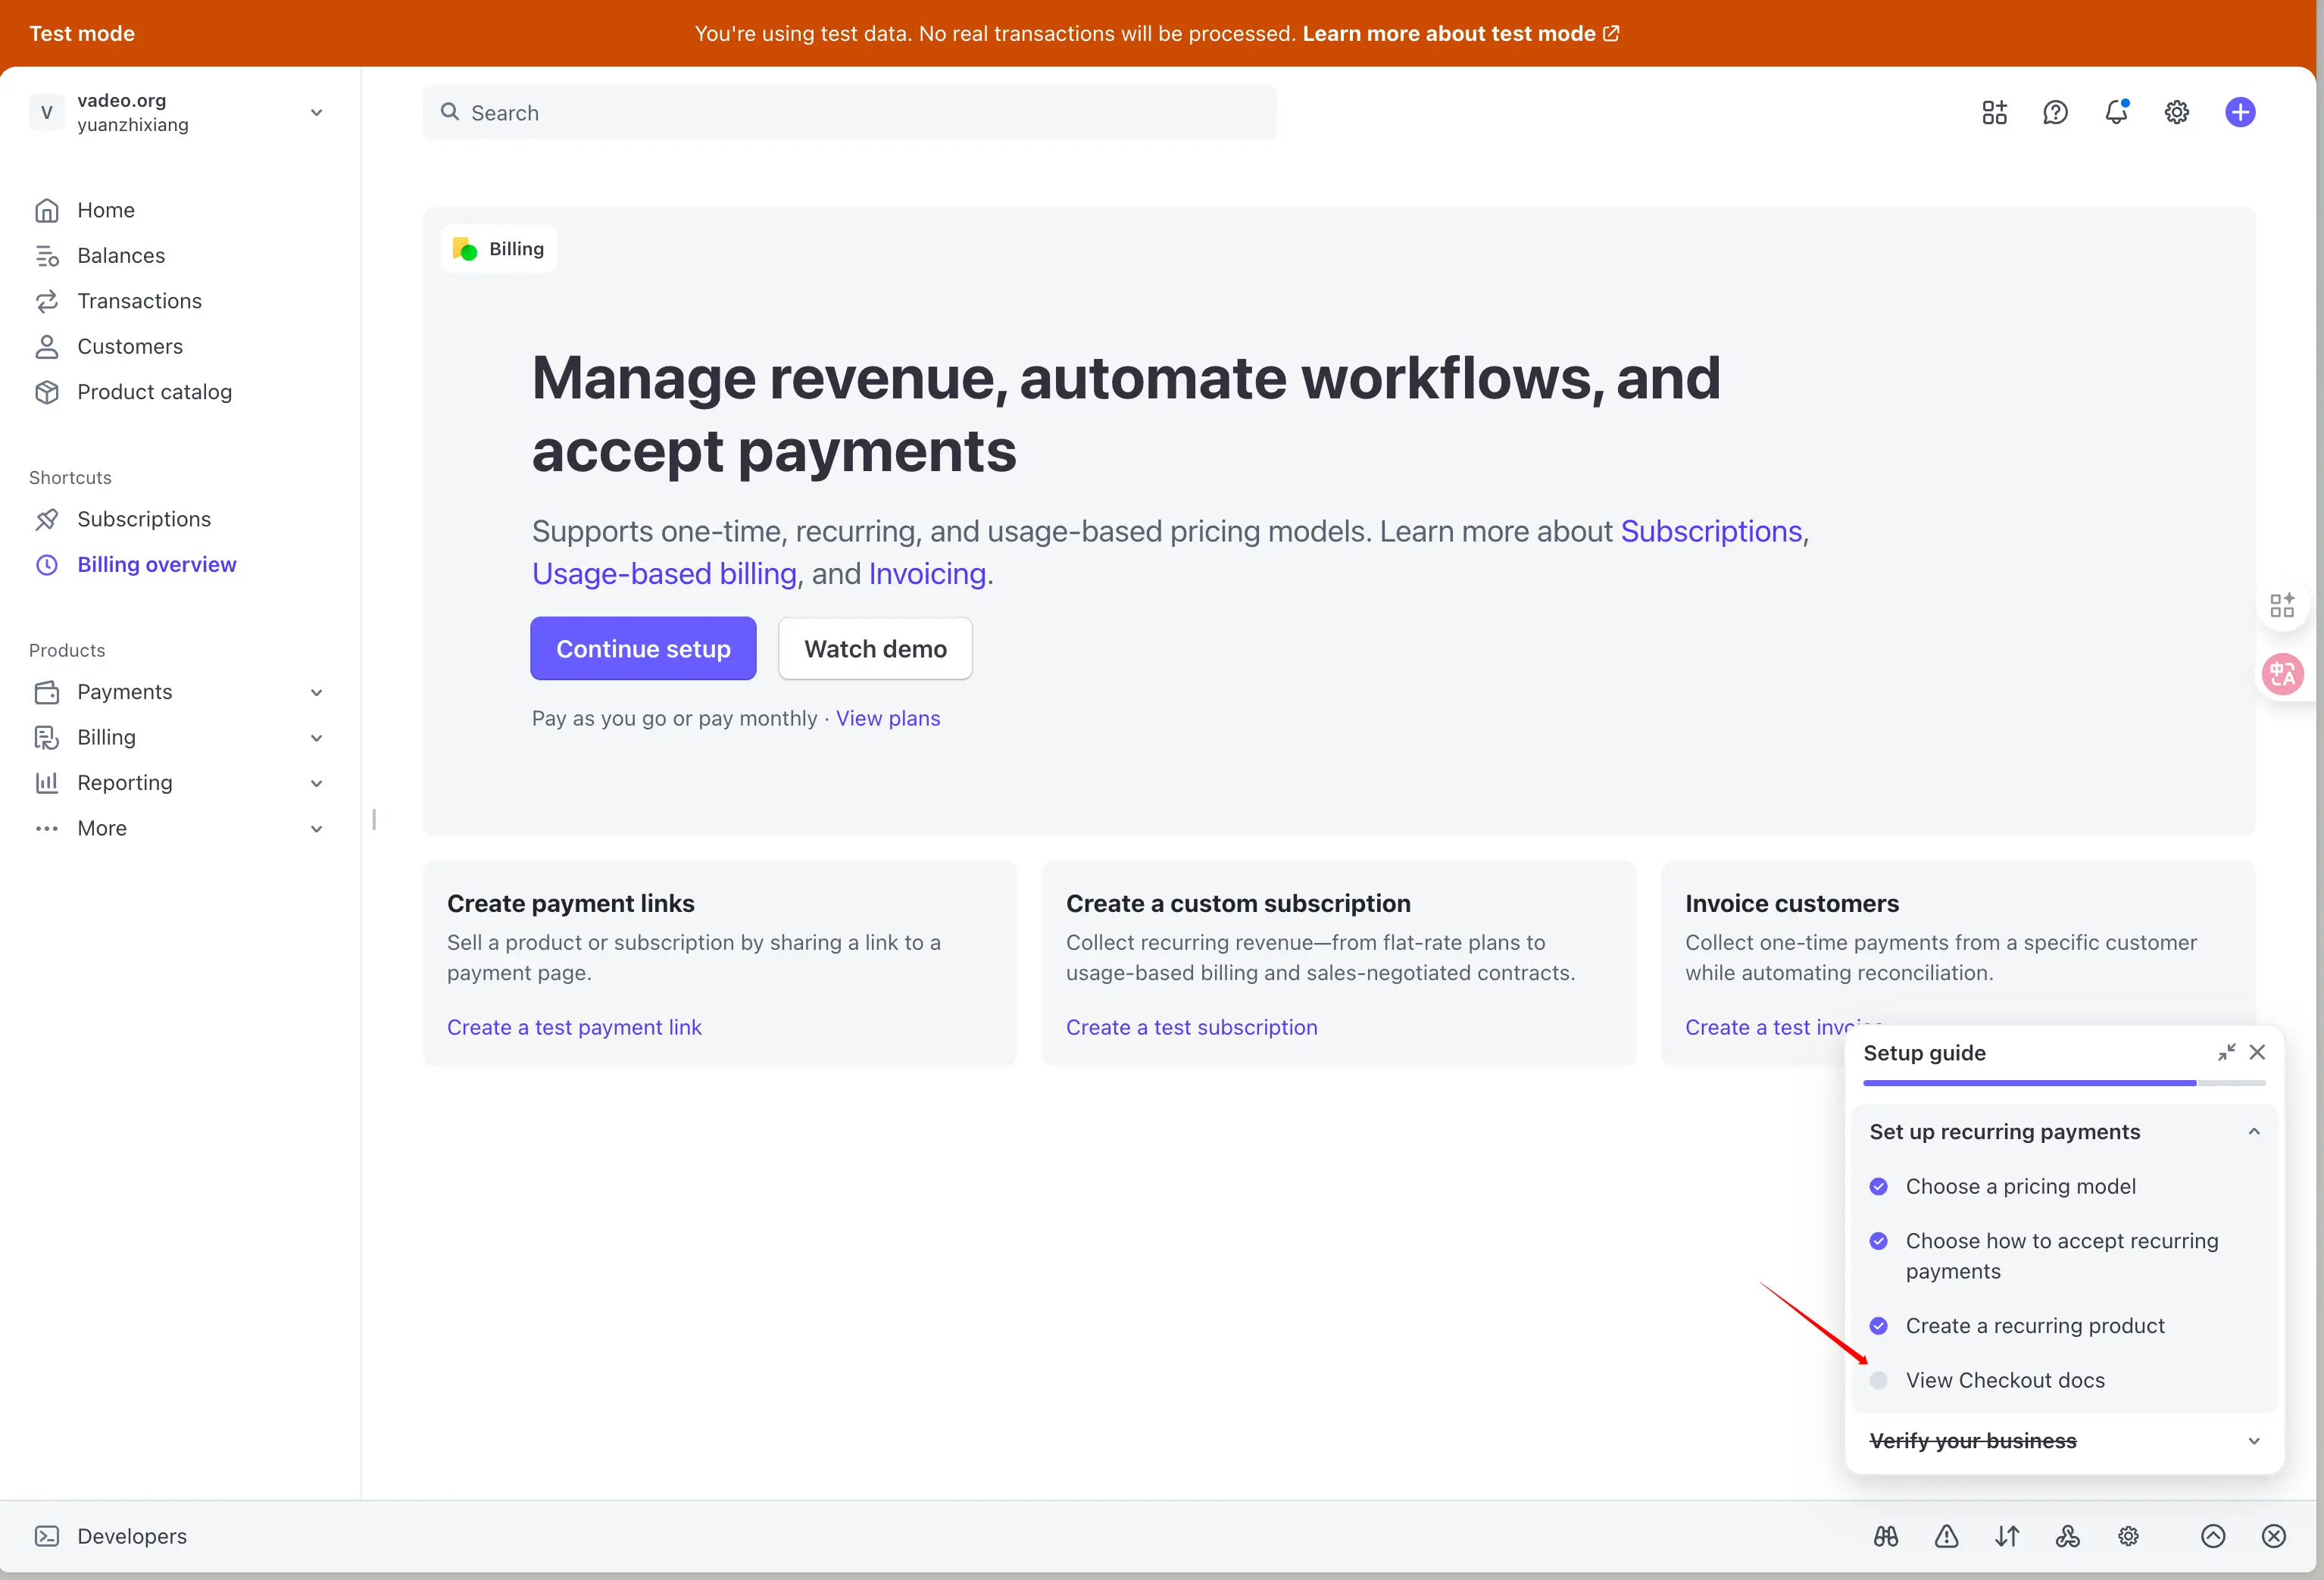 Test mode
You're using test data. No real transactions will be processed. Learn more about test mode
V
vadeo.org
yuanzhixiang
Search
Home
Balances
Transactions
Customers
Product catalog
Shortcuts
Subscriptions
Billing overview
Products
Payments
Billing
Reporting
More
Billing
Manage revenue, automate workflows, and
accept payments
Supports one-time, recurring, and usage-based pricing models. Learn more about Subscriptions,
Usage-based billing, and Invoicing.
Continue setup
Watch demo
Pay as you go or pay monthly · View plans
中A
Create payment links
Sell a product or subscription by sharing a link to a
payment page.
Create a test payment link
Create a custom subscription
Collect recurring revenue—from flat-rate plans to
usage-based billing and sales-negotiated contracts.
Create a test subscription
Invoice customers
Collect one-time payments from a specific customer
while automating reconciliation.
Create a test invoice
Setup guide
Set up recurring payments
Choose a pricing model
Choose how to accept recurring
payments
Create a recurring product
View Checkout docs
Verify your business
Developers